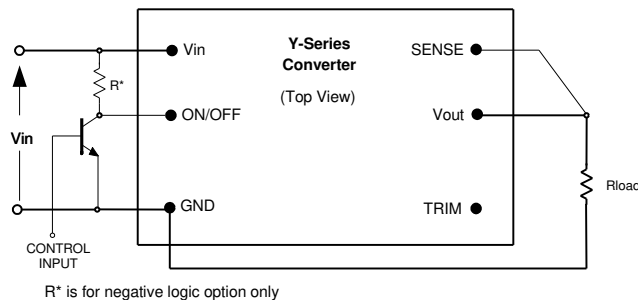 Y-Series
Converter
(Top View)
Vin
SENSE
R*
ON/OFF
Vout
Vin
Rload
GND
TRIM
CONTROL
INPUT
R* is for negative logic option only